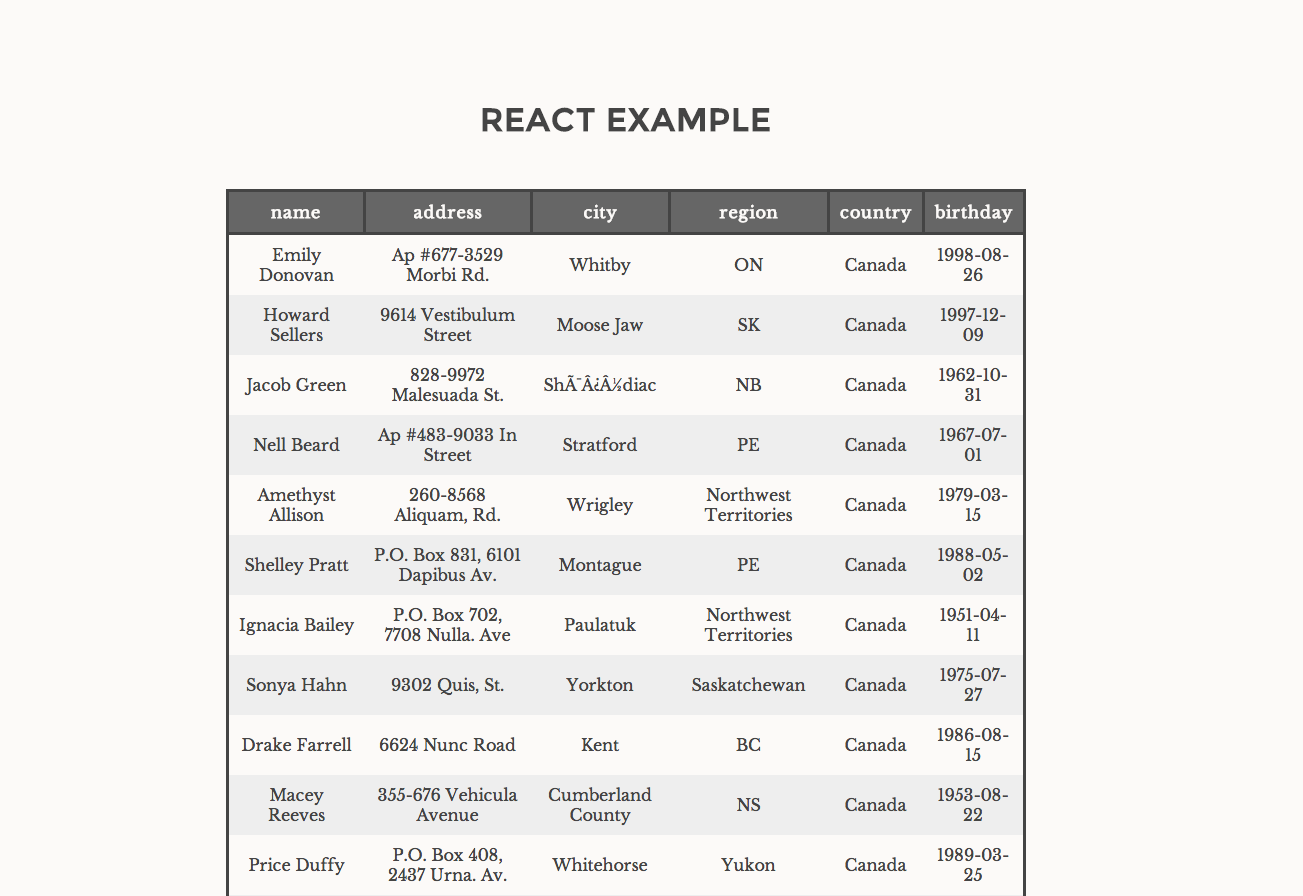 REACT EXAMPLE
name address city region country birthday
Emily Donovan Ap #677-3529 Morbi Rd. Whitby ON Canada 1998-08-26
Howard Sellers 9614 Vestibulum Street Moose Jaw SK Canada 1997-12-09
Jacob Green 828-9972 Malesuada St. ShÃ¯Â¿Â½diac NB Canada 1962-10-31
Nell Beard Ap #483-9033 In Street Stratford PE Canada 1967-07-01
Amethyst Allison 260-8568 Aliquam, Rd. Wrigley Northwest Territories Canada 1979-03-15
Shelley Pratt P.O. Box 831, 6101 Dapibus Av. Montague PE Canada 1988-05-02
Ignacia Bailey P.O. Box 702, 7708 Nulla. Ave Paulatuk Northwest Territories Canada 1951-04-11
Sonya Hahn 9302 Quis, St. Yorkton Saskatchewan Canada 1975-07-27
Drake Farrell 6624 Nunc Road Kent BC Canada 1986-08-15
Macey Reeves 355-676 Vehicula Avenue Cumberland County NS Canada 1953-08-22
Price Duffy P.O. Box 408, 2437 Urna. Av. Whitehorse Yukon Canada 1989-03-25